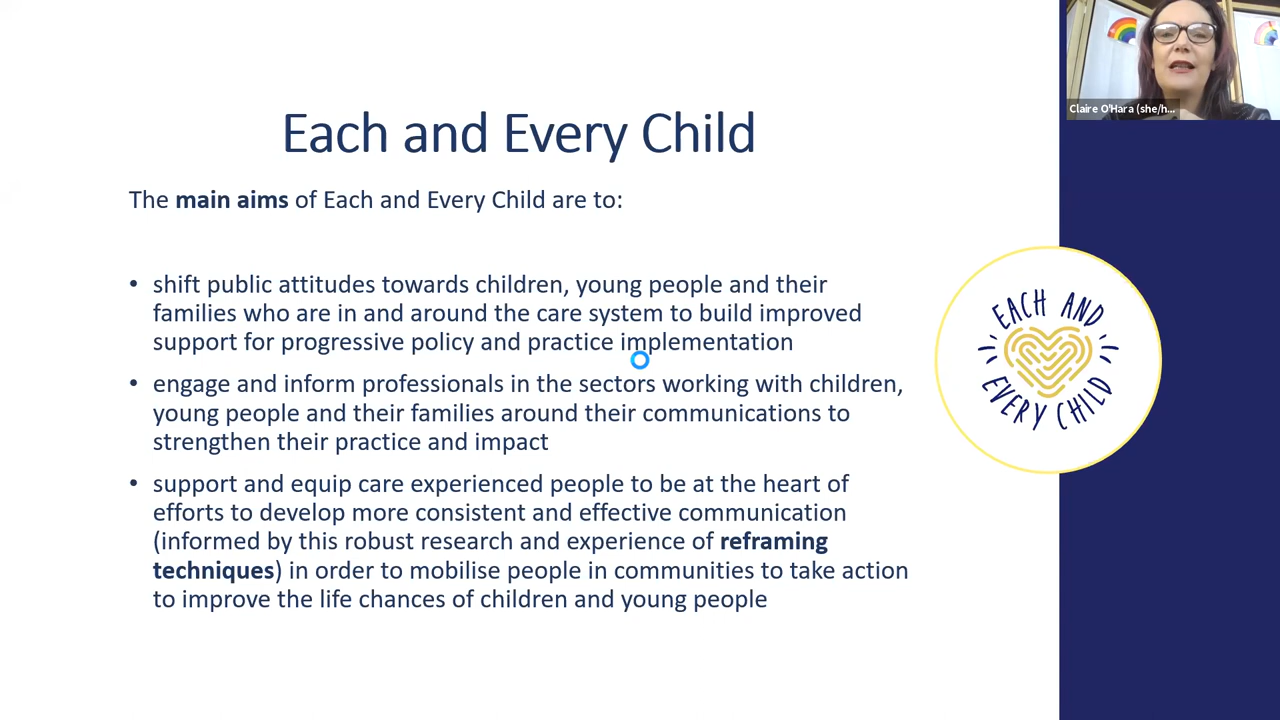 Each and Every Child
The main aims of Each and Every Child are to:
• shift public attitudes towards children, young people and their
families who are in and around the care system to build improved
support for progressive policy and practice implementation
• engage and inform professionals in the sectors working with children,
young people and their families around their communications to
strengthen their practice and impact
• support and equip care experienced people to be at the heart of
efforts to develop more consistent and effective communication
(informed by this robust research and experience of reframing
techniques) in order to mobilise people in communities to take action
to improve the life chances of children and young people
Claire O'Hara (she/h...
EACH AND
EVERY CHILD